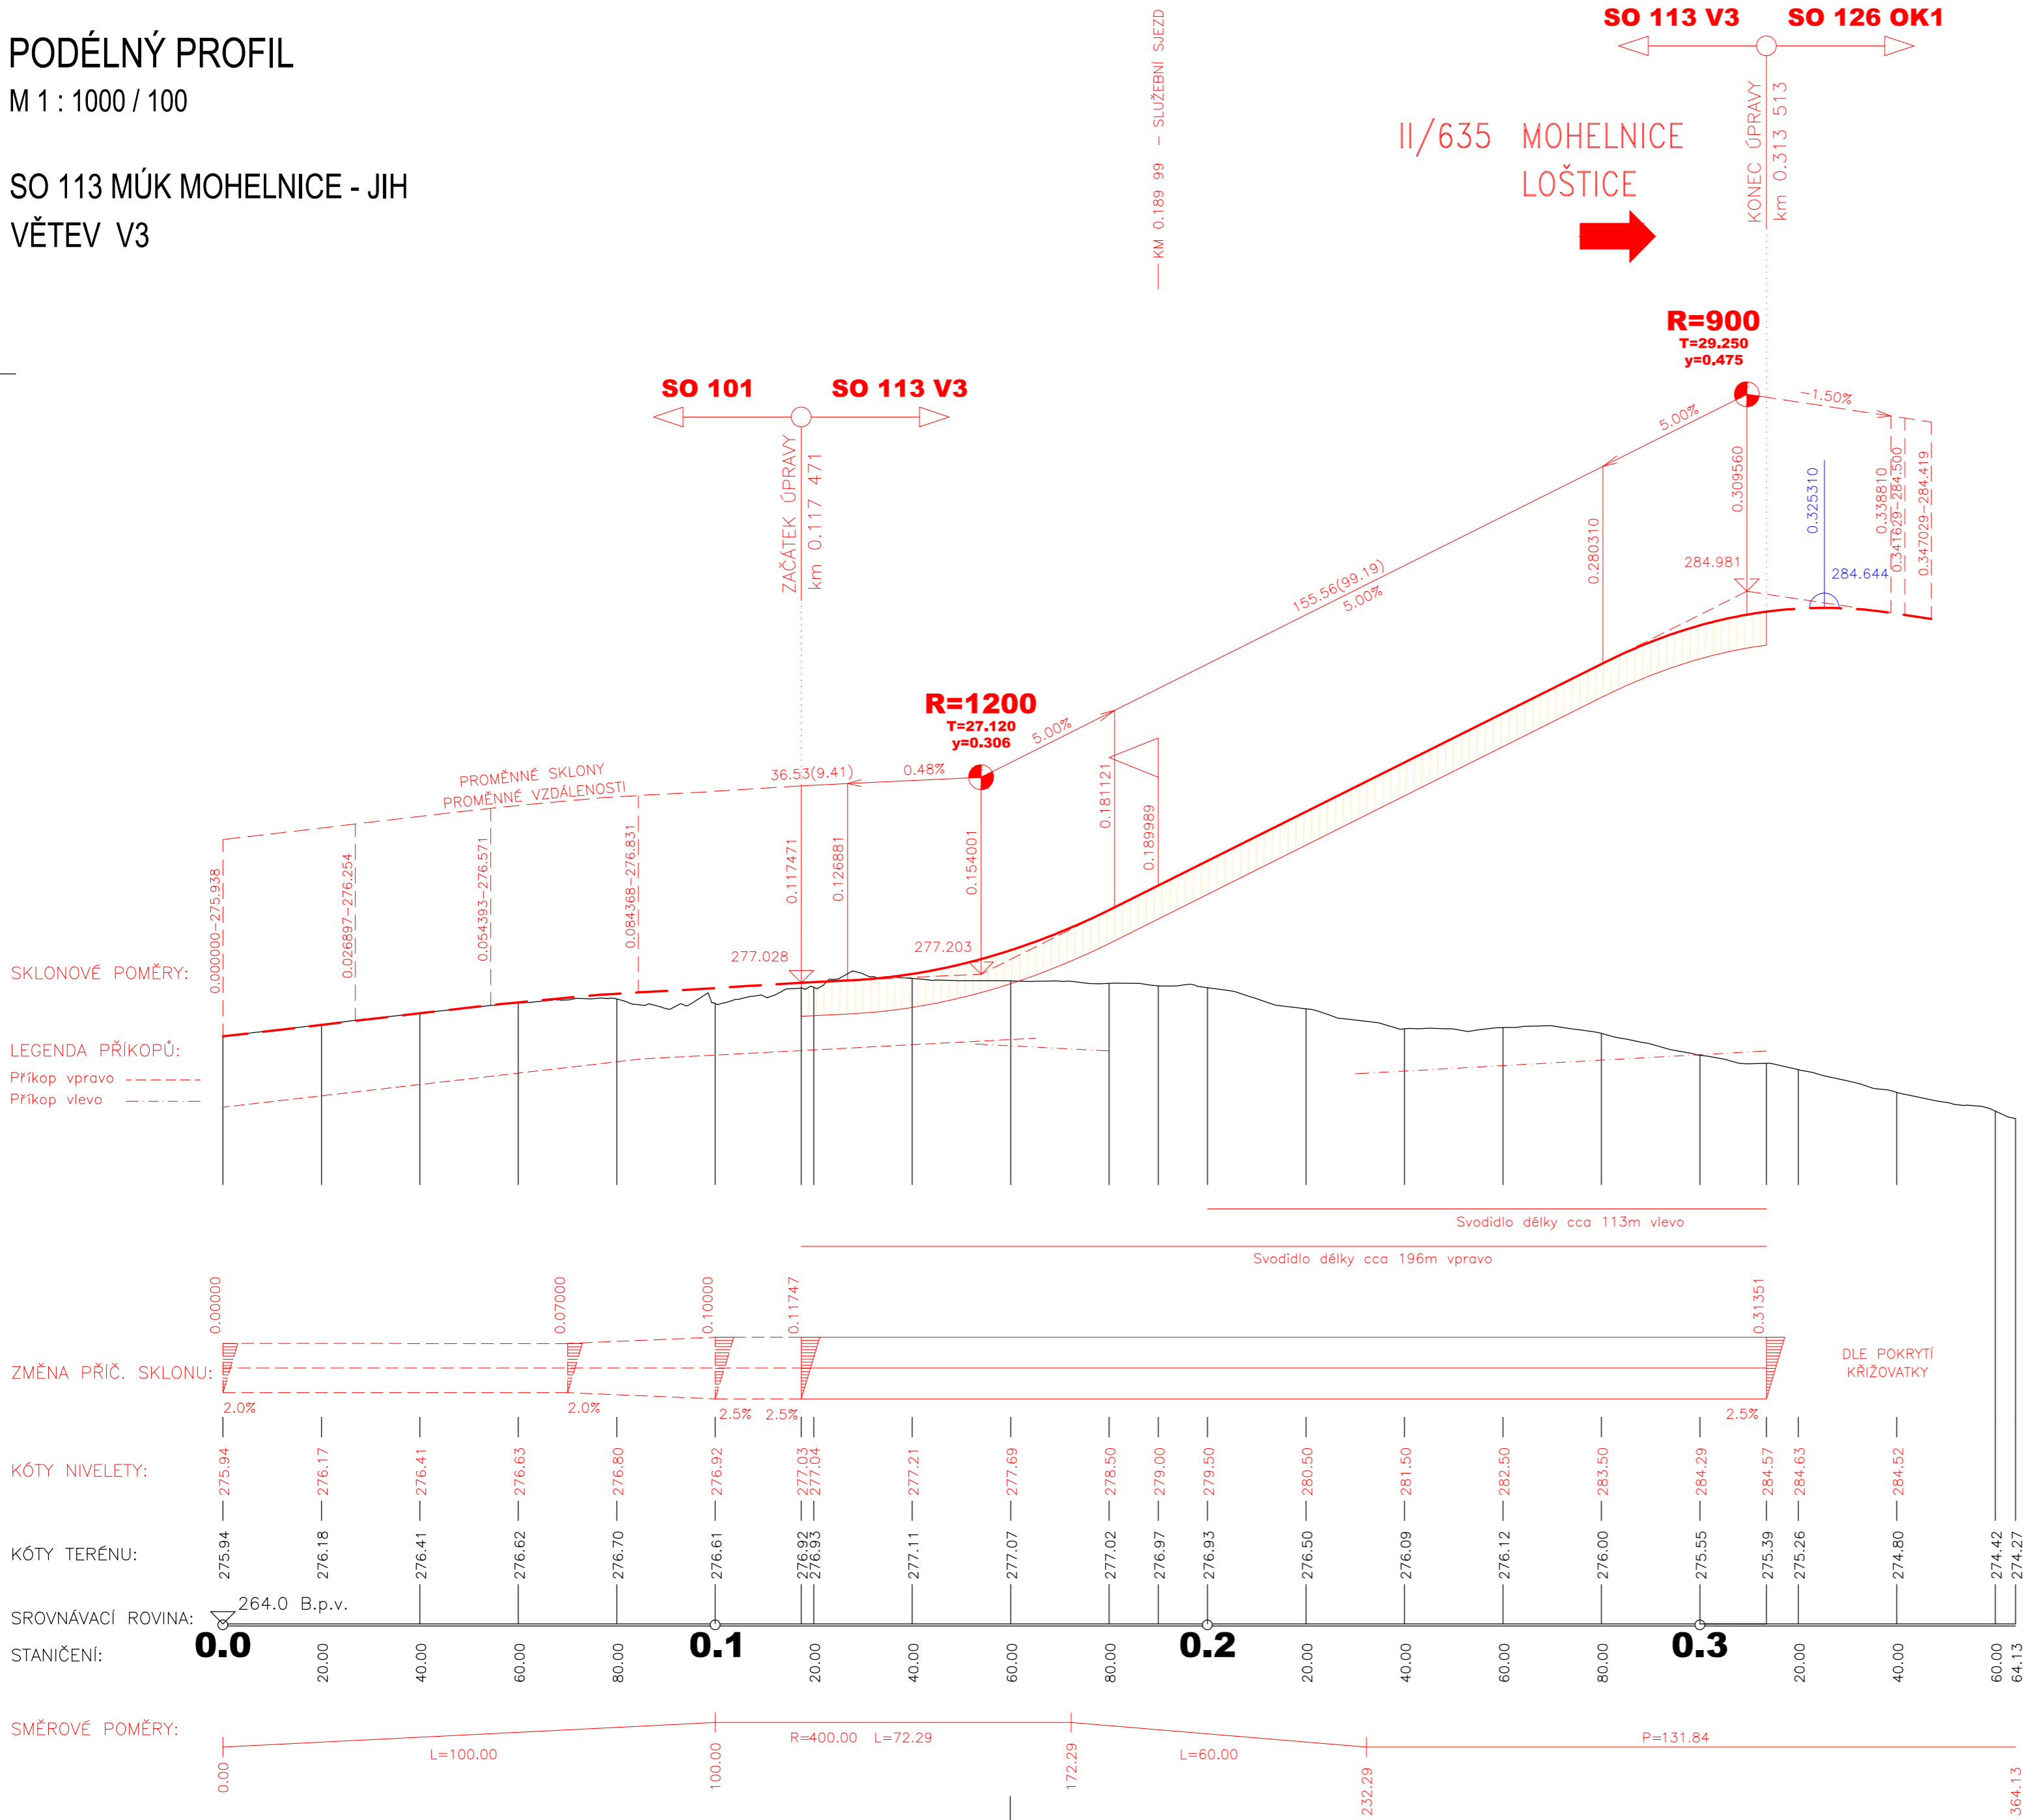 PODÉLNÝ PROFIL
M 1 : 1000 / 100
SO 113 MÚK MOHELNICE - JIH
VĚTEV V3
KM 0.189 99 - SLUŽEBNÍ SJEZD
SO 113 V3
SO 126 OK1
KONEC ÚPRAVY
km 0.313 513
II/635 MOHELNICE
LOŠTICE
R=900
T=29.250
y=0.475
SO 101
SO 113 V3
ZAČÁTEK ÚPRAVY
km 0.117 471
-1.50%
5.00%
0.309560
0.280310
284.981
0.325310
284.644
0.338810
0.341629-284.500
0.347029-284.419
155.56(99.19)
5.00%
R=1200
T=27.120
y=0.306
5.00%
36.53(9.41)
0.48%
PROMĚNNÉ SKLONY
PROMĚNNÉ VZDÁLENOSTI
0.000000-275.938
0.026897-276.254
0.054393-276.571
0.084368-276.831
0.117471
0.126881
0.154001
0.181121
0.189989
277.028
277.203
SKLONOVÉ POMĚRY:
LEGENDA PŘÍKOPŮ:
Příkop vpravo
Příkop vlevo
Svodidlo délky cca 113m vlevo
Svodidlo délky cca 196m vpravo
0.00000
0.07000
0.10000
0.11747
0.31351
ZMĚNA PŘÍČ. SKLONU:
DLE POKRYTÍ
KŘIŽOVATKY
2.0%
2.0%
2.5%
2.5%
2.5%
KÓTY NIVELETY:
275.94
276.17
276.41
276.63
276.80
276.92
277.03
277.04
277.21
277.69
278.50
279.00
279.50
280.50
281.50
282.50
283.50
284.29
284.57
284.63
284.52
KÓTY TERÉNU:
275.94
276.18
276.41
276.62
276.70
276.61
276.92
276.93
277.11
277.07
277.02
276.97
276.93
276.50
276.09
276.12
276.00
275.55
275.39
275.26
274.80
274.42
274.27
SROVNÁVACÍ ROVINA:
264.0 B.p.v.
STANIČENÍ:
0.0
20.00
40.00
60.00
80.00
0.1
20.00
40.00
60.00
80.00
0.2
20.00
40.00
60.00
80.00
0.3
20.00
40.00
60.00
64.13
SMĚROVÉ POMĚRY:
0.00
L=100.00
100.00
R=400.00 L=72.29
172.29
L=60.00
232.29
P=131.84
364.13